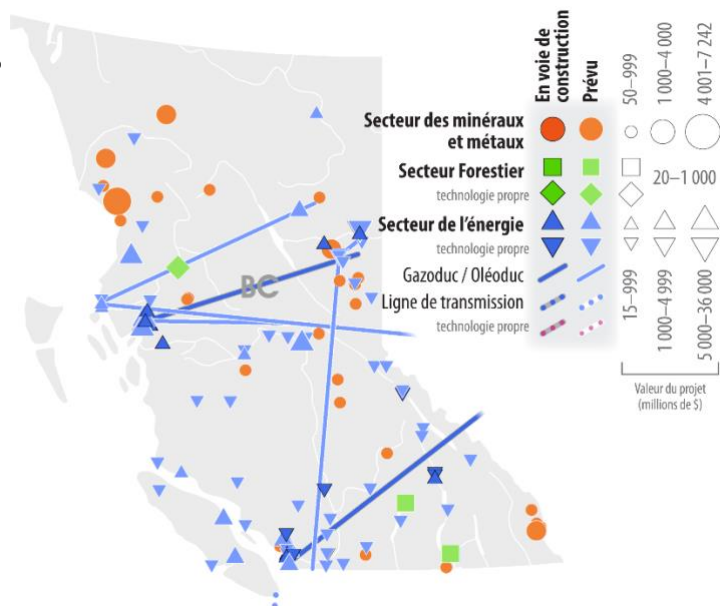 En voie de
construction
Prévu
50–999
1 000–4 000
4 001–7 242
Secteur des minéraux
et métaux
Secteur Forestier
technologie propre
20–1 000
Secteur de l'énergie
technologie propre
Gazoduc / Oléoduc
Ligne de transmission
technologie propre
15–999
1 000–4 999
5 000–36 000
Valeur du projet
(millions de $)
BC